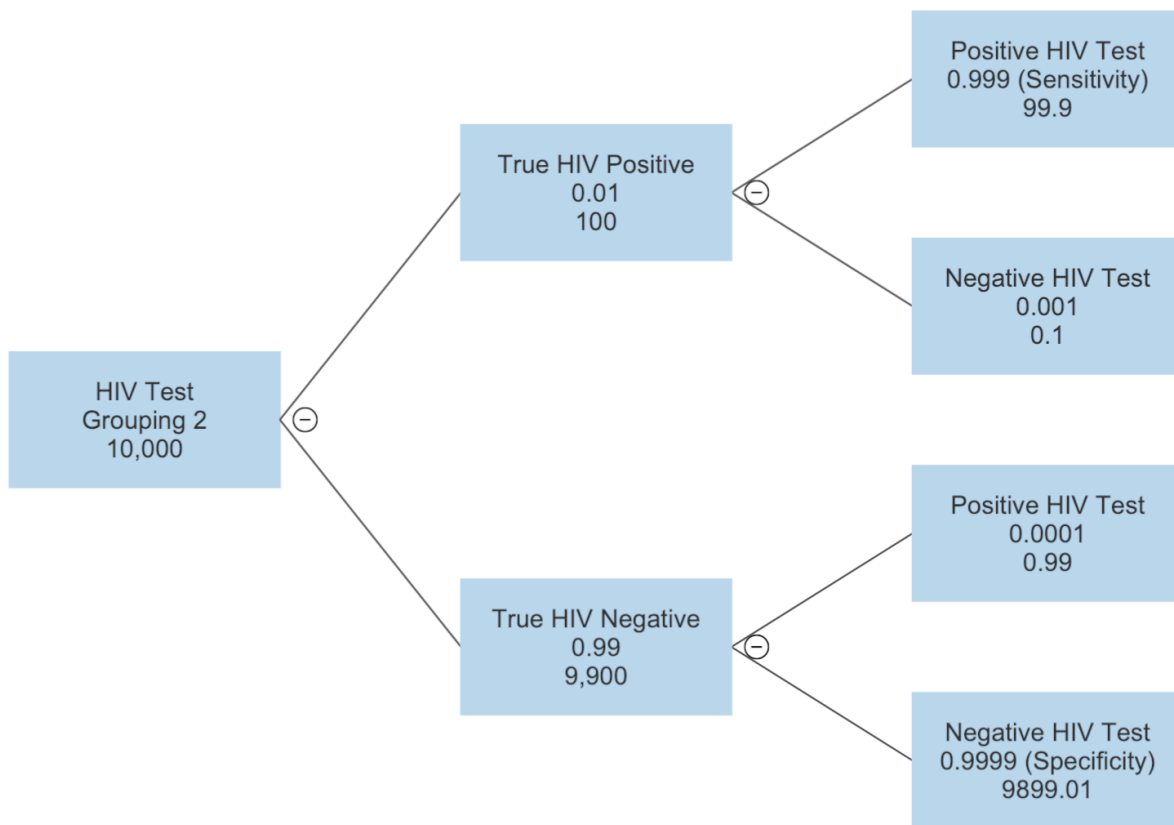 HIV Test
Grouping 2
10,000
True HIV Positive
0.01
100
Positive HIV Test
0.999 (Sensitivity)
99.9
Negative HIV Test
0.001
0.1
True HIV Negative
0.99
9,900
Positive HIV Test
0.0001
0.99
Negative HIV Test
0.9999 (Specificity)
9899.01